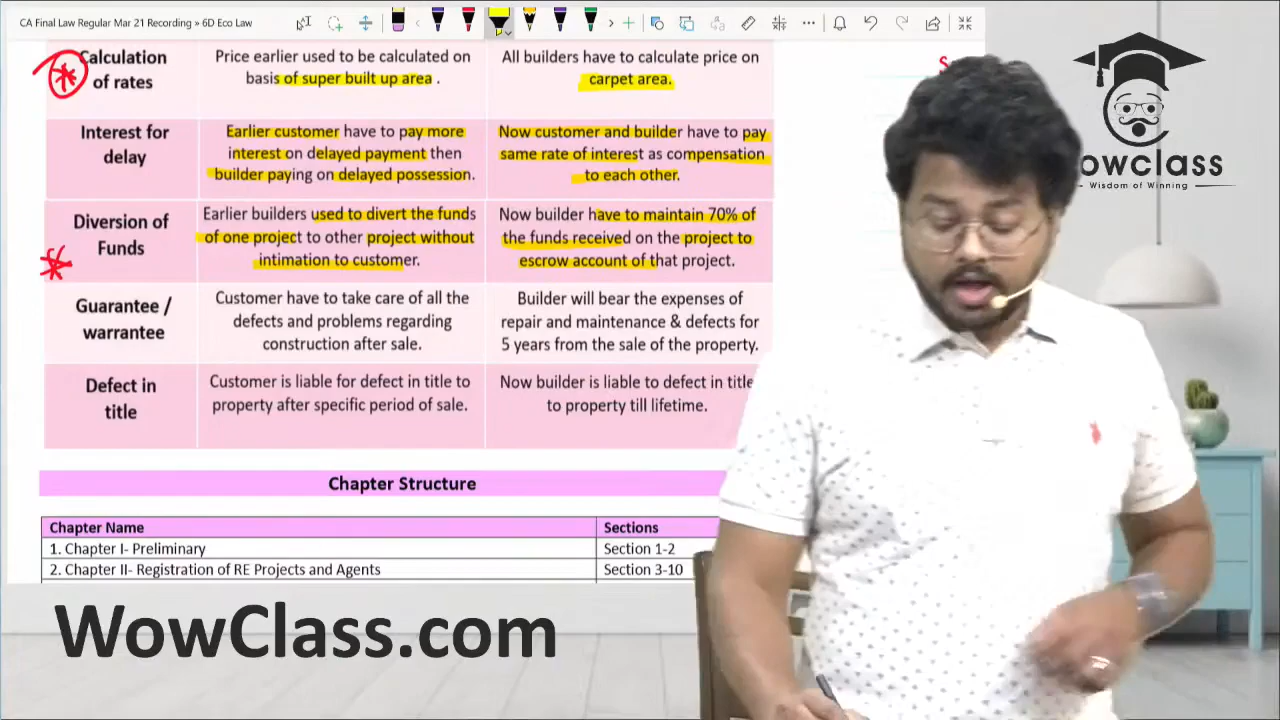 CA Final Law Regular Mar 21 Recording » 6D Eco Law
Calculation
of rates
Price earlier used to be calculated on
basis of super built up area .
All builders have to calculate price on
carpet area.
Interest for
delay
Earlier customer have to pay more
interest on delayed payment then
builder paying on delayed possession.
Now customer and builder have to pay
same rate of interest as compensation
to each other.
Diversion of
Funds
Earlier builders used to divert the funds
of one project to other project without
intimation to customer.
Now builder have to maintain 70% of
the funds received on the project to
escrow account of that project.
Guarantee /
warrantee
Customer have to take care of all the
defects and problems regarding
construction after sale.
Builder will bear the expenses of
repair and maintenance & defects for
5 years from the sale of the property.
Defect in
title
Customer is liable for defect in title to
property after specific period of sale.
Now builder is liable to defect in title
to property till lifetime.
Chapter Structure
Chapter Name
Sections
1. Chapter I- Preliminary
Section 1-2
2. Chapter II- Registration of RE Projects and Agents
Section 3-10
owclass
Wisdom of Winning
WowClass.com